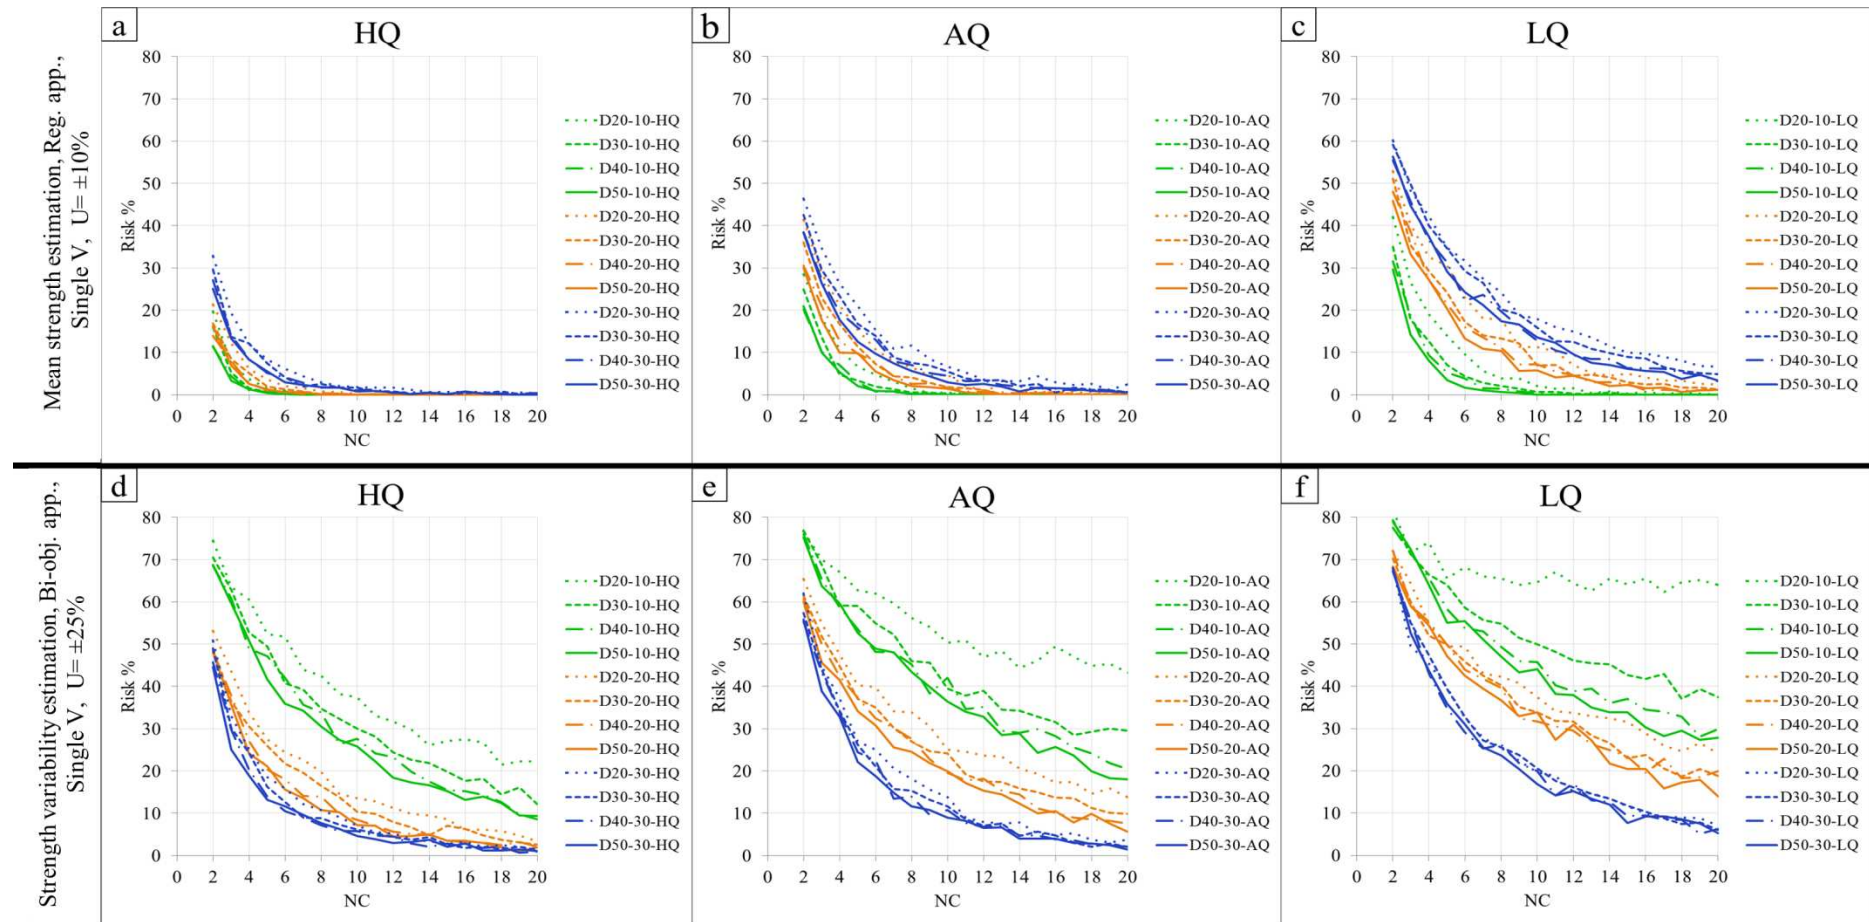 Mean strength estimation, Reg. app.,
Single V, U= ±10%
a
HQ
80
70
60
50
40
30
20
10
0
Risk %
0 2 4 6 8 10 12 14 16 18 20
NC
D20-10-HQ
D30-10-HQ
D40-10-HQ
D50-10-HQ
D20-20-HQ
D30-20-HQ
D40-20-HQ
D50-20-HQ
D20-30-HQ
D30-30-HQ
D40-30-HQ
D50-30-HQ
b
AQ
80
70
60
50
40
30
20
10
0
Risk %
0 2 4 6 8 10 12 14 16 18 20
NC
D20-10-AQ
D30-10-AQ
D40-10-AQ
D50-10-AQ
D20-20-AQ
D30-20-AQ
D40-20-AQ
D50-20-AQ
D20-30-AQ
D30-30-AQ
D40-30-AQ
D50-30-AQ
c
LQ
80
70
60
50
40
30
20
10
0
Risk %
0 2 4 6 8 10 12 14 16 18 20
NC
D20-10-LQ
D30-10-LQ
D40-10-LQ
D50-10-LQ
D20-20-LQ
D30-20-LQ
D40-20-LQ
D50-20-LQ
D20-30-LQ
D30-30-LQ
D40-30-LQ
D50-30-LQ
Strength variability estimation, Bi-obj. app.,
Single V, U= ±25%
d
HQ
80
70
60
50
40
30
20
10
0
Risk %
0 2 4 6 8 10 12 14 16 18 20
NC
D20-10-HQ
D30-10-HQ
D40-10-HQ
D50-10-HQ
D20-20-HQ
D30-20-HQ
D40-20-HQ
D50-20-HQ
D20-30-HQ
D30-30-HQ
D40-30-HQ
D50-30-HQ
e
AQ
80
70
60
50
40
30
20
10
0
Risk %
0 2 4 6 8 10 12 14 16 18 20
NC
D20-10-AQ
D30-10-AQ
D40-10-AQ
D50-10-AQ
D20-20-AQ
D30-20-AQ
D40-20-AQ
D50-20-AQ
D20-30-AQ
D30-30-AQ
D40-30-AQ
D50-30-AQ
f
LQ
80
70
60
50
40
30
20
10
0
Risk %
0 2 4 6 8 10 12 14 16 18 20
NC
D20-10-LQ
D30-10-LQ
D40-10-LQ
D50-10-LQ
D20-20-LQ
D30-20-LQ
D40-20-LQ
D50-20-LQ
D20-30-LQ
D30-30-LQ
D40-30-LQ
D50-30-LQ